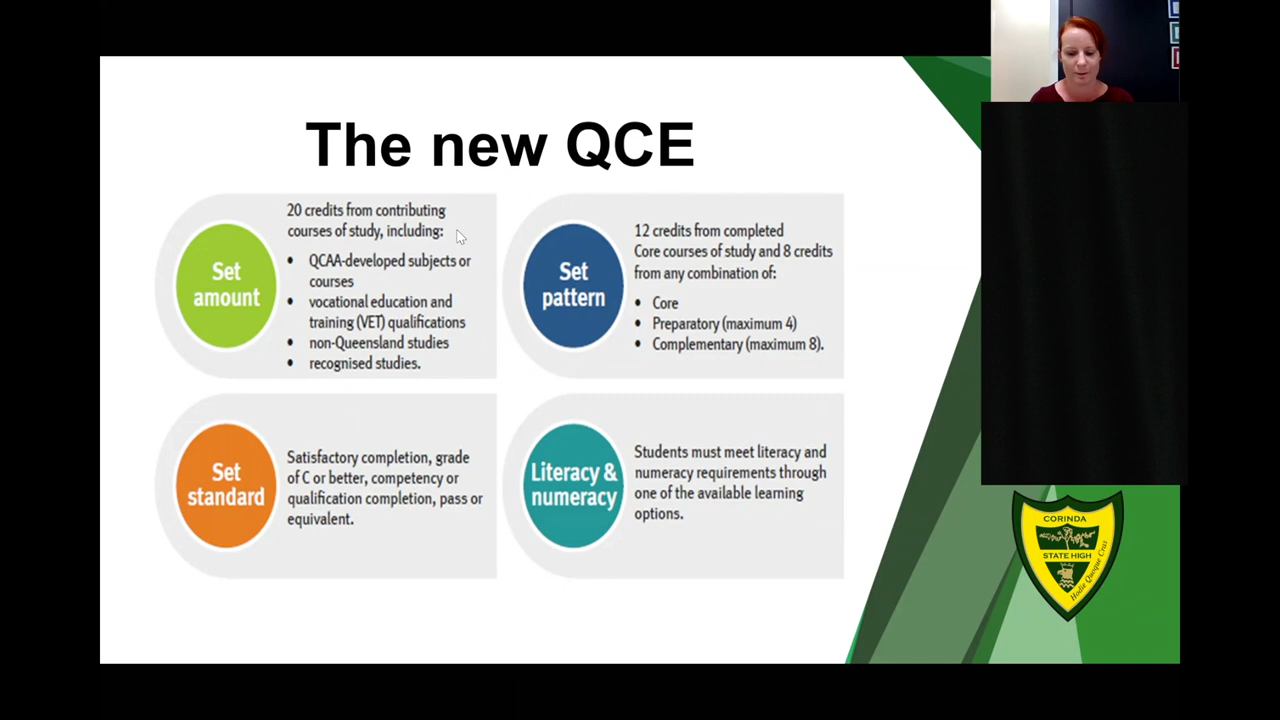 The new QCE
Set
amount
20 credits from contributing
courses of study, including:
• QCAA-developed subjects or
courses
• vocational education and
training (VET) qualifications
• non-Queensland studies
• recognised studies.
Set
pattern
12 credits from completed
Core courses of study and 8 credits
from any combination of:
• Core
• Preparatory (maximum 4)
• Complementary (maximum 8).
Set
standard
Satisfactory completion, grade
of C or better, competency or
qualification completion, pass or
equivalent.
Literacy &
numeracy
Students must meet literacy and
numeracy requirements through
one of the available learning
options.
CORINDA
STATE HIGH
Hodie Quoque Cras